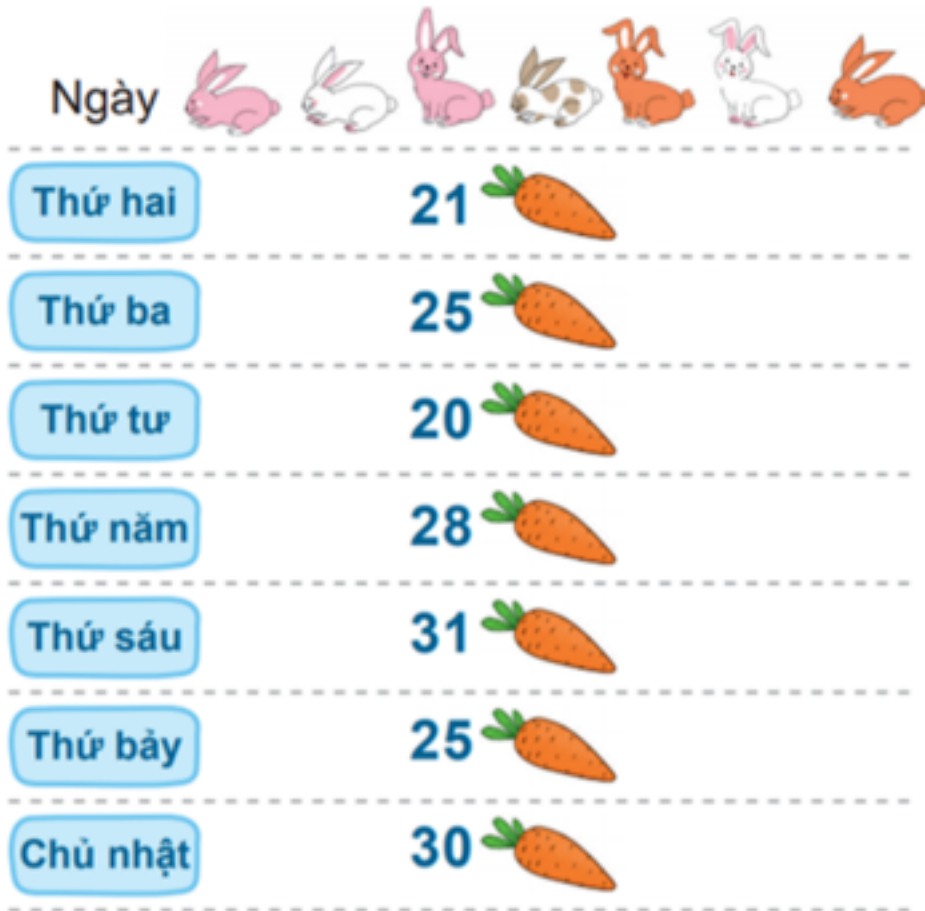 Ngày
Thứ hai 21
Thứ ba 25
Thứ tư 20
Thứ năm 28
Thứ sáu 31
Thứ bảy 25
Chủ nhật 30